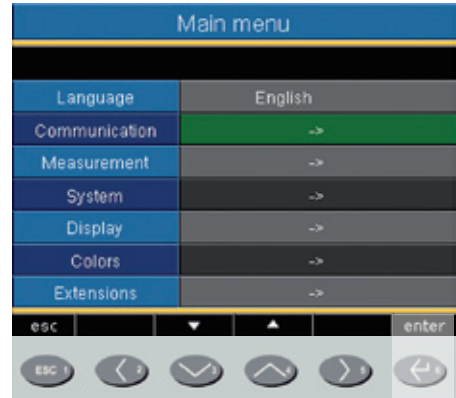 Main menu
Language English
Communication ->
Measurement ->
System ->
Display ->
Colors ->
Extensions ->
esc ▼ ▲ enter
ESC 1 2 3 4 5 6